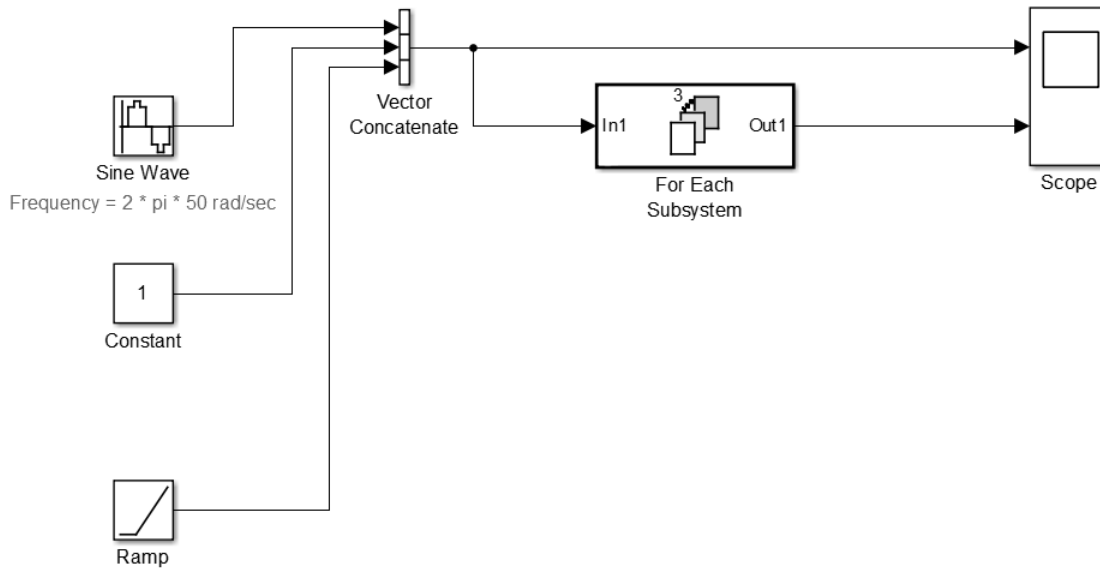 Vector
Concatenate
3
In1
Out1
For Each
Subsystem
Scope
Sine Wave
Frequency = 2 * pi * 50 rad/sec
1
Constant
Ramp